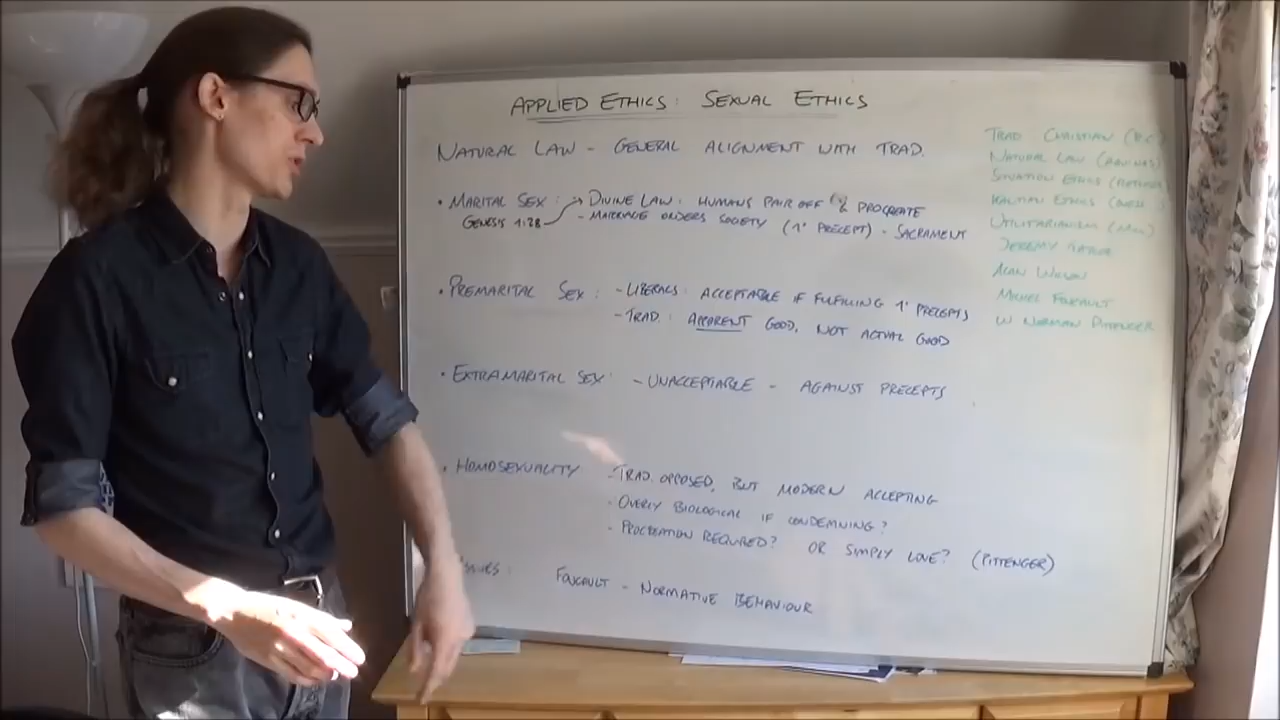 APPLIED ETHICS: SEXUAL ETHICS
NATURAL LAW - GENERAL ALIGNMENT WITH TRAD.
• MARITAL SEX: → DIVINE LAW: HUMANS PAIR OFF & PROCREATE
GENESIS 1:28 - MARRIAGE ORDERS SOCIETY (1° PRECEPT) - SACRAMENT
• PREMARITAL SEX: - LIBERALS: ACCEPTABLE IF FULFILLING 1° PRECEPTS
- TRAD: APPARENT GOOD, NOT ACTUAL GOOD
• EXTRAMARITAL SEX: - UNACCEPTABLE - AGAINST PRECEPTS
• HOMOSEXUALITY - TRAD. OPPOSED, BUT MODERN ACCEPTING
- OVERLY BIOLOGICAL IF CONDEMNING?
- PROCREATION REQUIRED? OR SIMPLY LOVE? (PITTENGER)
FOUCAULT - NORMATIVE BEHAVIOUR
TRAD CHRISTIAN (RC)
NATURAL LAW (AQUINAS)
SITUATION ETHICS
KANTIAN ETHICS
UTILITARIANISM (MILL)
JEREMY TAYLOR
ALAN WILSON
MICHEL FOUCAULT
W NORMAN PITTENGER